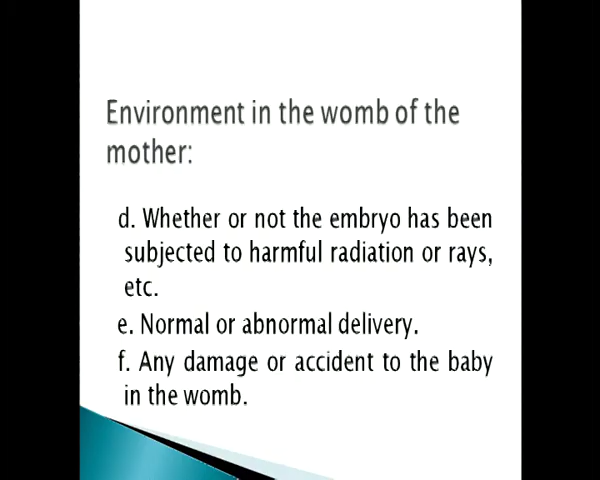 Environment in the womb of the
mother:
d. Whether or not the embryo has been
subjected to harmful radiation or rays,
etc.
e. Normal or abnormal delivery.
f. Any damage or accident to the baby
in the womb.